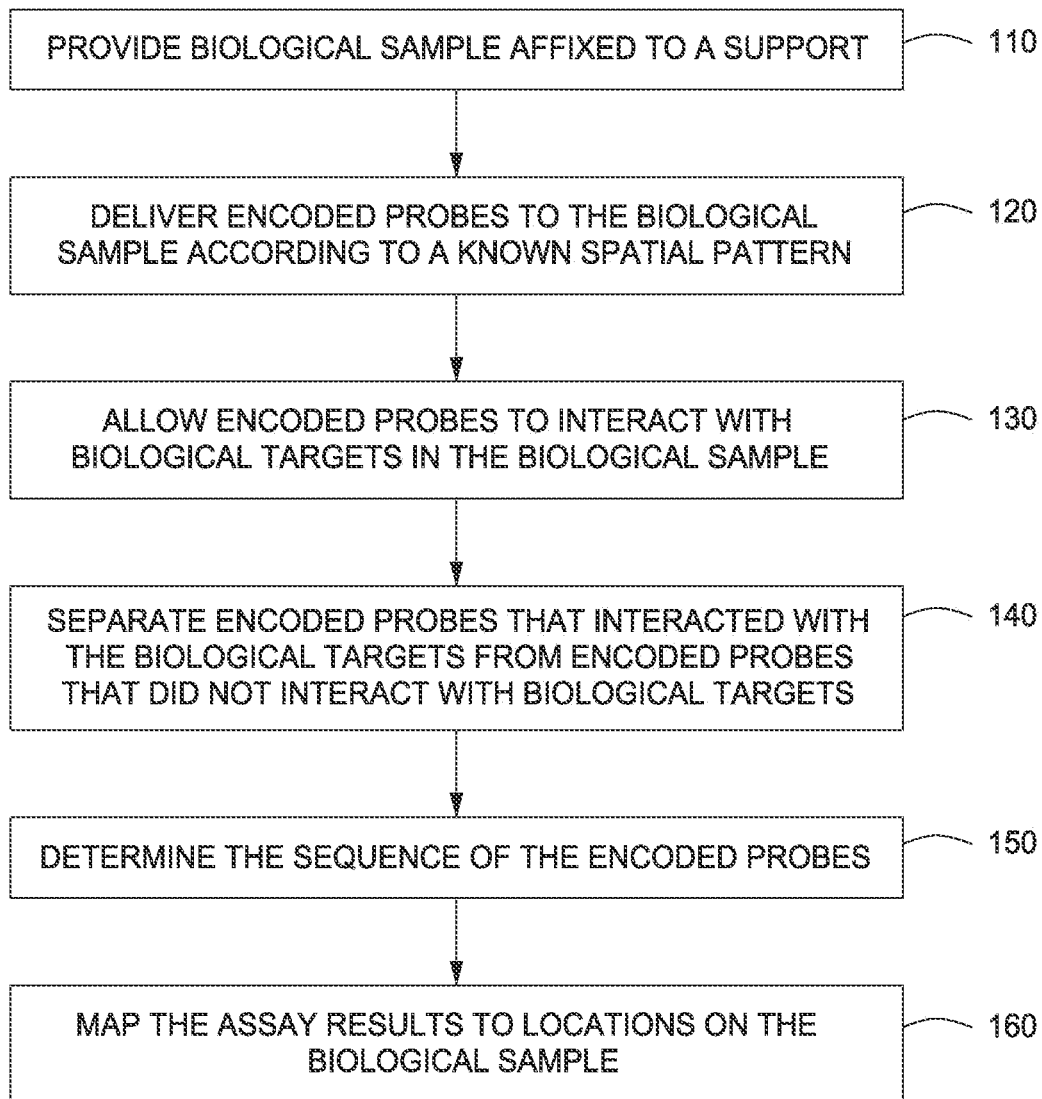 PROVIDE BIOLOGICAL SAMPLE AFFIXED TO A SUPPORT
110
DELIVER ENCODED PROBES TO THE BIOLOGICAL
SAMPLE ACCORDING TO A KNOWN SPATIAL PATTERN
120
ALLOW ENCODED PROBES TO INTERACT WITH
BIOLOGICAL TARGETS IN THE BIOLOGICAL SAMPLE
130
SEPARATE ENCODED PROBES THAT INTERACTED WITH
THE BIOLOGICAL TARGETS FROM ENCODED PROBES
THAT DID NOT INTERACT WITH BIOLOGICAL TARGETS
140
DETERMINE THE SEQUENCE OF THE ENCODED PROBES
150
MAP THE ASSAY RESULTS TO LOCATIONS ON THE
BIOLOGICAL SAMPLE
160